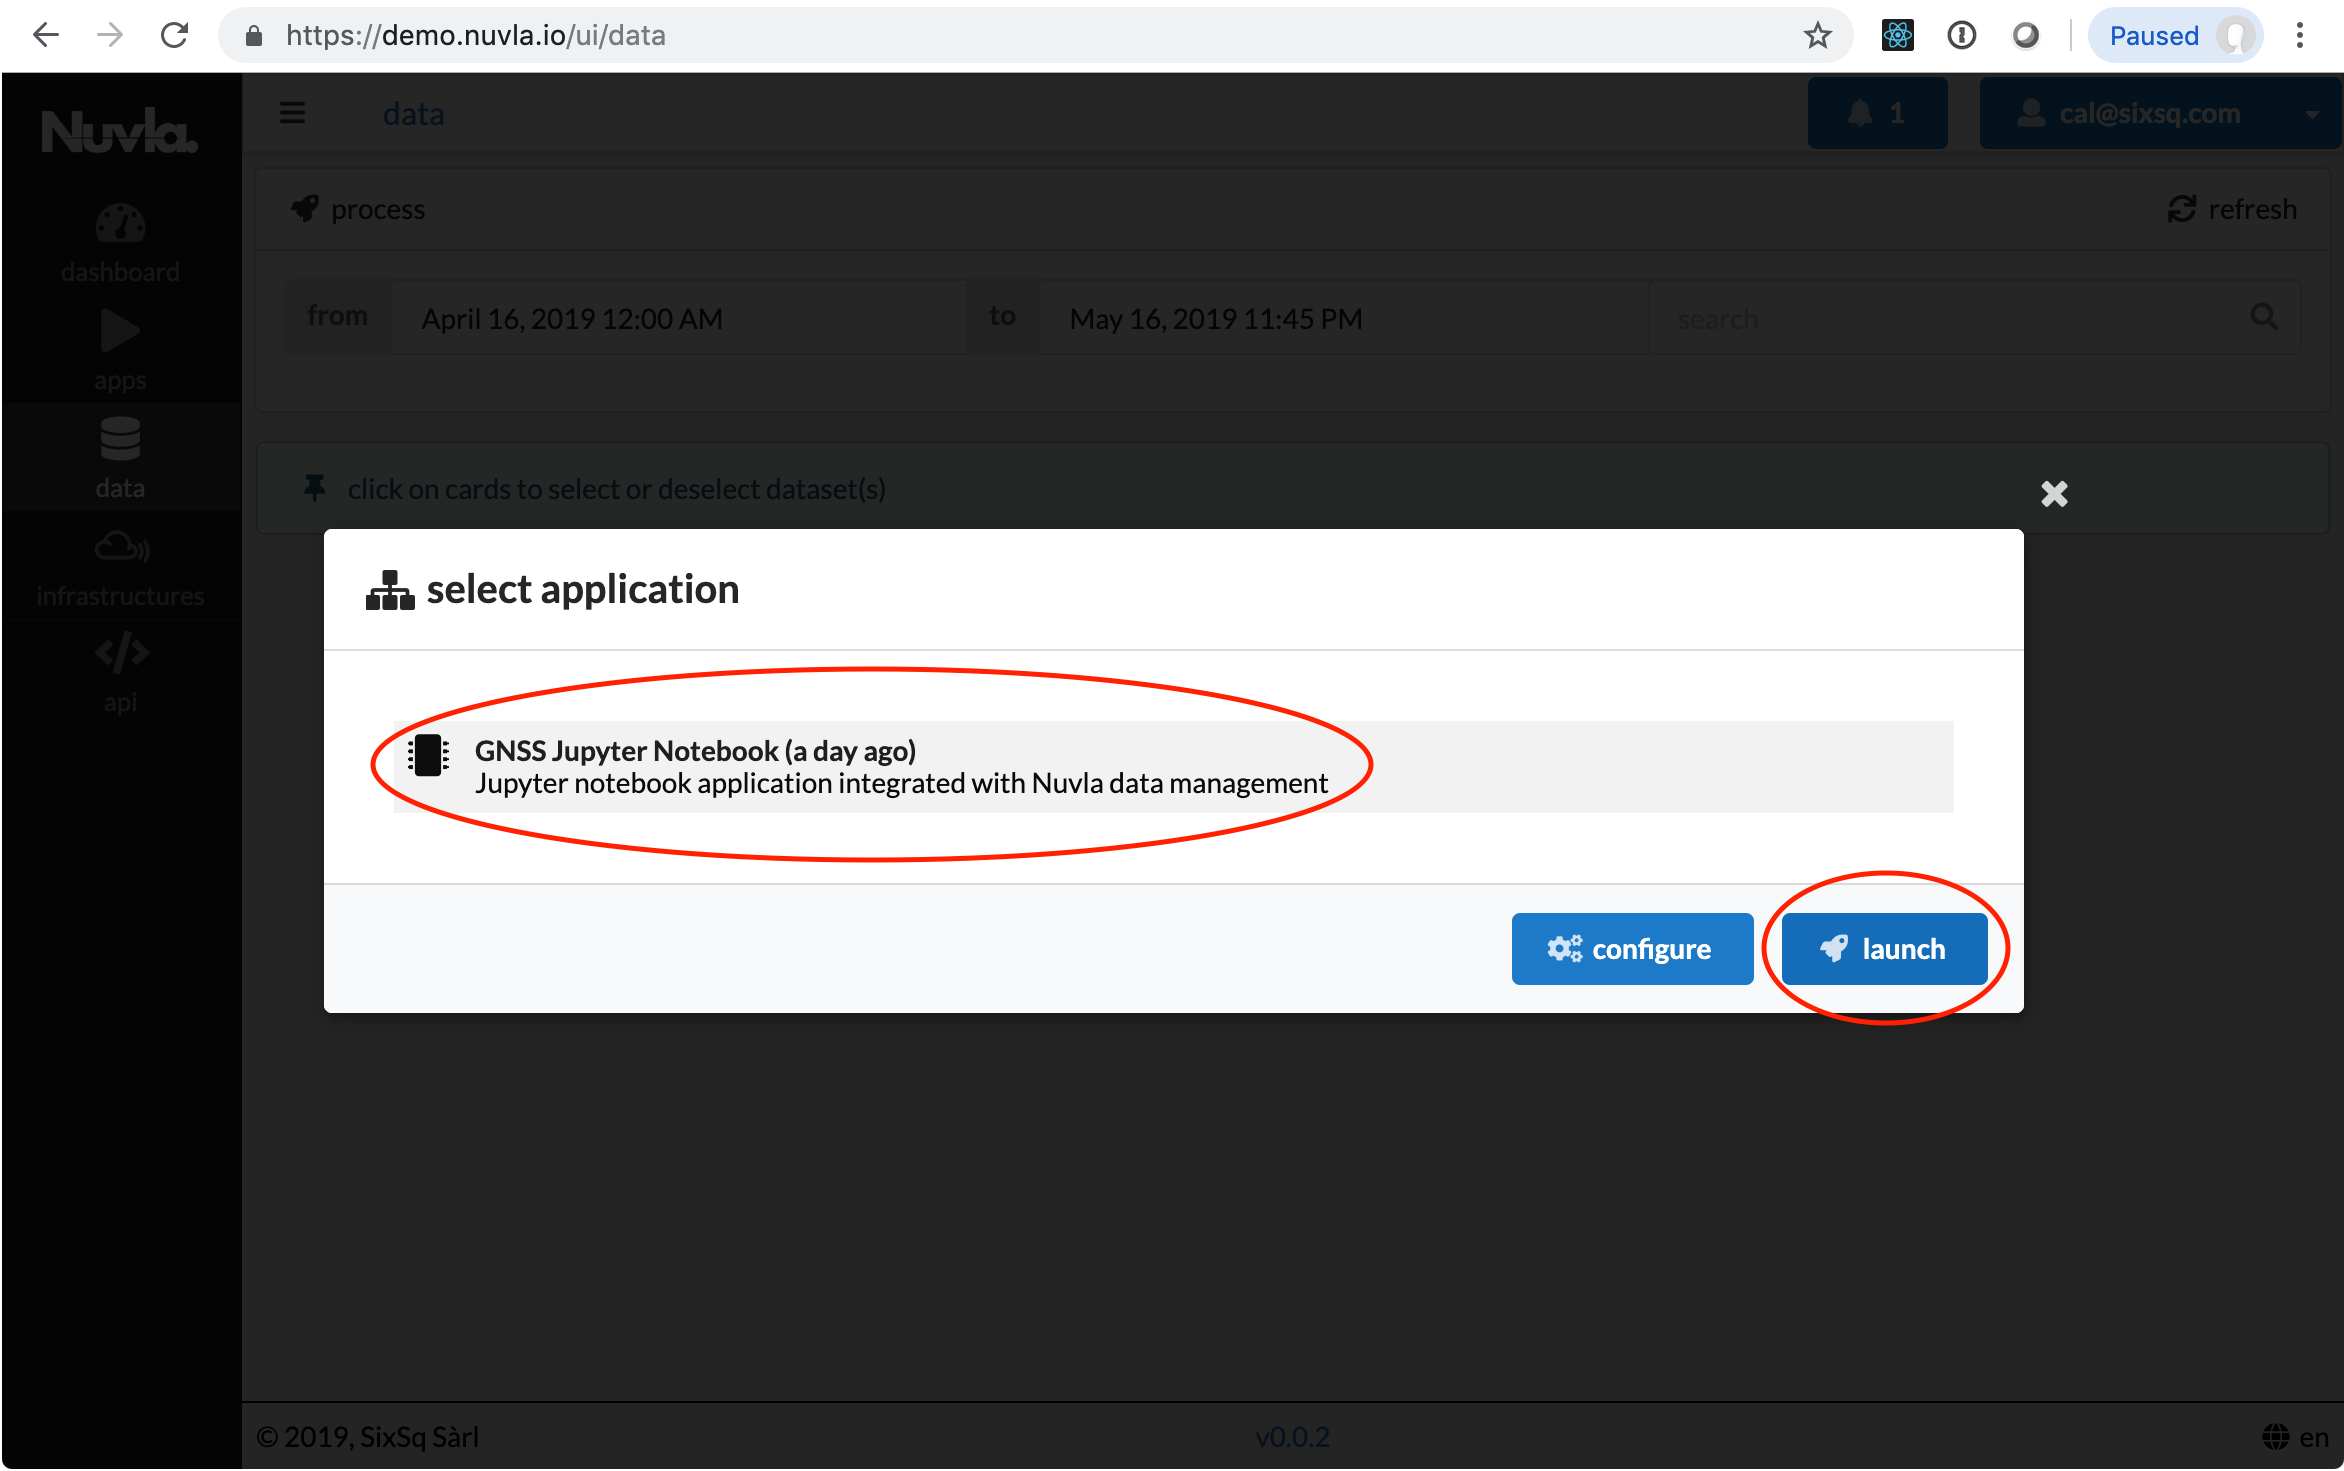 https://demo.nuvla.io/ui/data
Paused
Nuvla.
data
1
cal@sixsq.com
process
refresh
dashboard
from
April 16, 2019 12:00 AM
to
May 16, 2019 11:45 PM
search
apps
data
click on cards to select or deselect dataset(s)
infrastructures
select application
api
GNSS Jupyter Notebook (a day ago)
Jupyter notebook application integrated with Nuvla data management
configure
launch
© 2019, SixSq Sàrl
v0.0.2
en